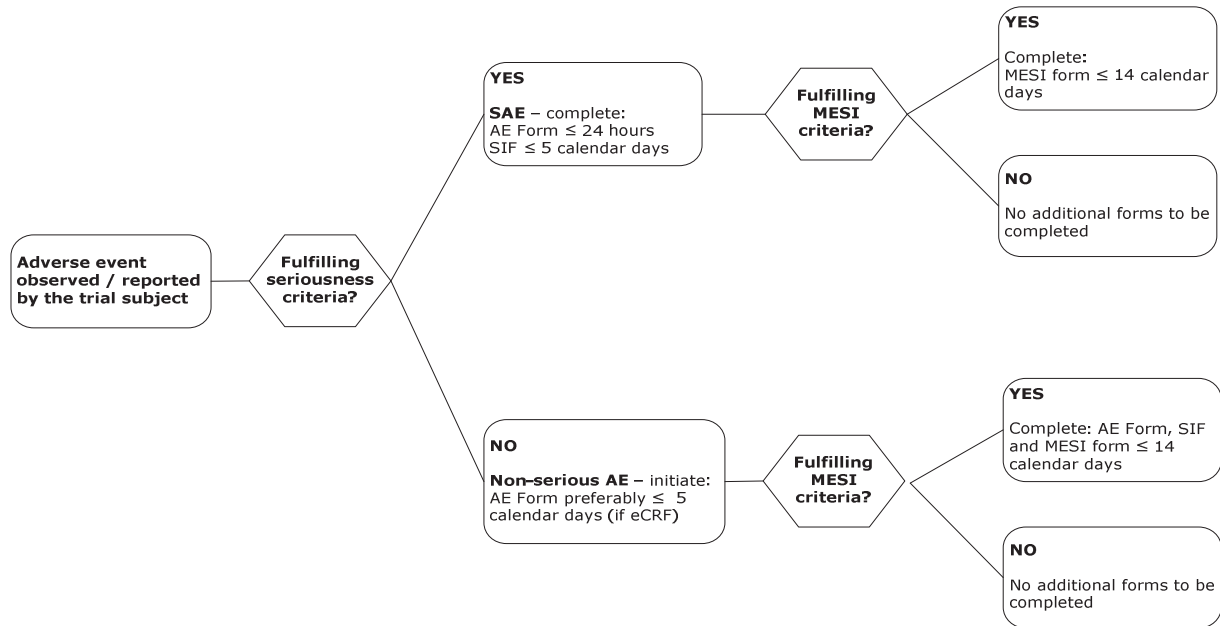 Adverse event
observed / reported
by the trial subject
Fulfilling
seriousness
criteria?
YES
SAE – complete:
AE Form ≤ 24 hours
SIF ≤ 5 calendar days
Fulfilling
MESI
criteria?
YES
Complete:
MESI form ≤ 14 calendar
days
NO
No additional forms to be
completed
NO
Non–serious AE – initiate:
AE Form preferably ≤ 5
calendar days (if eCRF)
Fulfilling
MESI
criteria?
YES
Complete: AE Form, SIF
and MESI form ≤ 14
calendar days
NO
No additional forms to be
completed